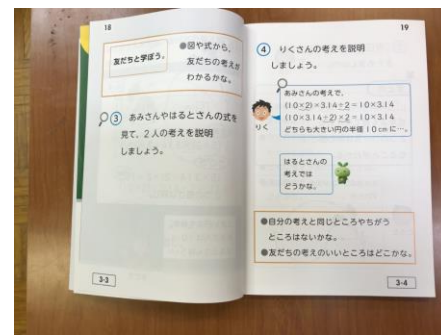 18
友だちと学ぼう。
●図や式から、
友だちの考えが
わかるかな。
③ あみさんやはるとさんの式を
見て、2人の考えを説明
しましょう。
3-3
19
④ りくさんの考えを説明
しましょう。
あみさんの考えで、
(10×2)×3.14÷2=10×3.14
(10×3.14÷2)×2=10×3.14
どちらも大きい円の半径10cmに…。
りく
はるとさんの
考えでは
どうかな。
●自分の考えと同じところやちがう
ところはないかな。
●友だちの考えのいいところはどこかな。
3-4